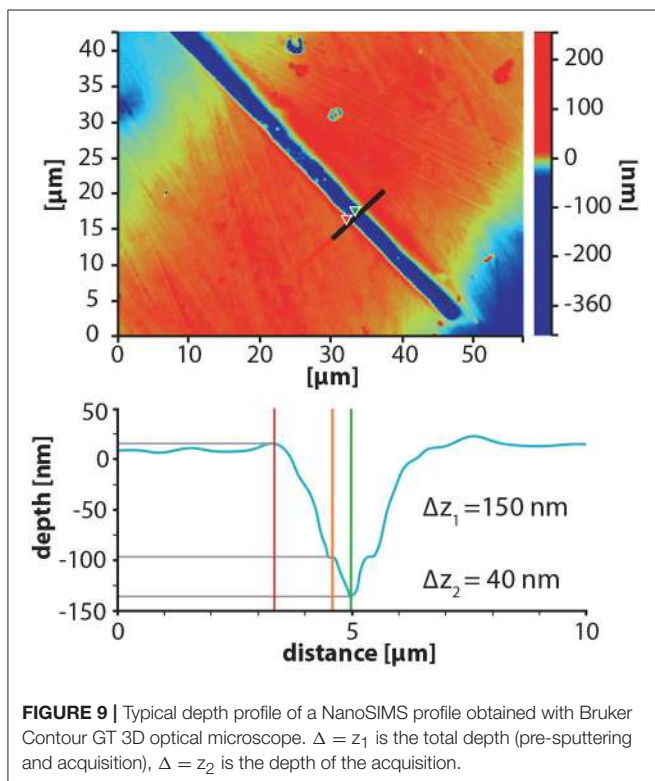 40
35
30
25
20
15
10
5
0
[µm]
0 10 20 30 40 50
[µm]
200
100
0
-100
-200
-360
[nm]
50
0
-50
-100
-150
depth [nm]
Δz₁=150 nm
Δz₂=40 nm
0 5 10
distance [µm]
FIGURE 9 | Typical depth profile of a NanoSIMS profile obtained with Bruker
Contour GT 3D optical microscope. Δ = z₁ is the total depth (pre-sputtering
and acquisition), Δ = z₂ is the depth of the acquisition.